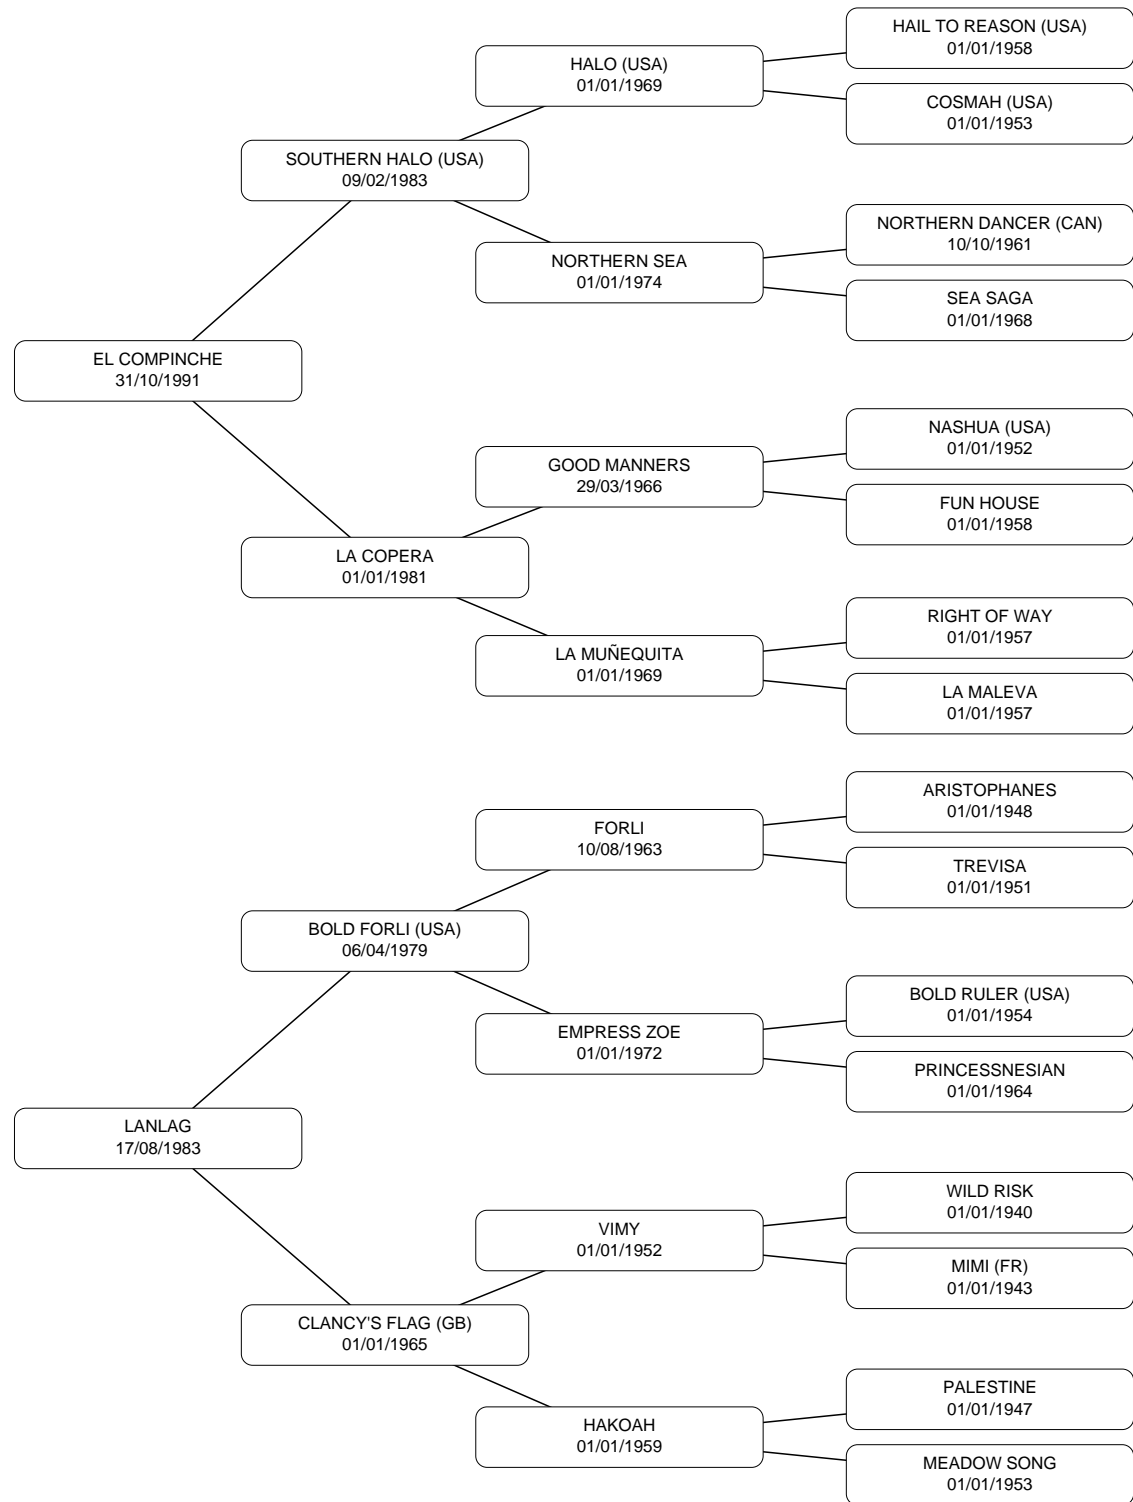 HAIL TO REASON (USA)
01/01/1958
HALO (USA)
01/01/1969
COSMAH (USA)
01/01/1953
SOUTHERN HALO (USA)
09/02/1983
NORTHERN DANCER (CAN)
10/10/1961
NORTHERN SEA
01/01/1974
SEA SAGA
01/01/1968
EL COMPINCHE
31/10/1991
NASHUA (USA)
01/01/1952
GOOD MANNERS
29/03/1966
FUN HOUSE
01/01/1958
LA COPERA
01/01/1981
RIGHT OF WAY
01/01/1957
LA MUÑEQUITA
01/01/1969
LA MALEVA
01/01/1957
ARISTOPHANES
01/01/1948
FORLI
10/08/1963
TREVISA
01/01/1951
BOLD FORLI (USA)
06/04/1979
BOLD RULER (USA)
01/01/1954
EMPRESS ZOE
01/01/1972
PRINCESSNESIAN
01/01/1964
LANLAG
17/08/1983
WILD RISK
01/01/1940
VIMY
01/01/1952
MIMI (FR)
01/01/1943
CLANCY'S FLAG (GB)
01/01/1965
PALESTINE
01/01/1947
HAKOAH
01/01/1959
MEADOW SONG
01/01/1953